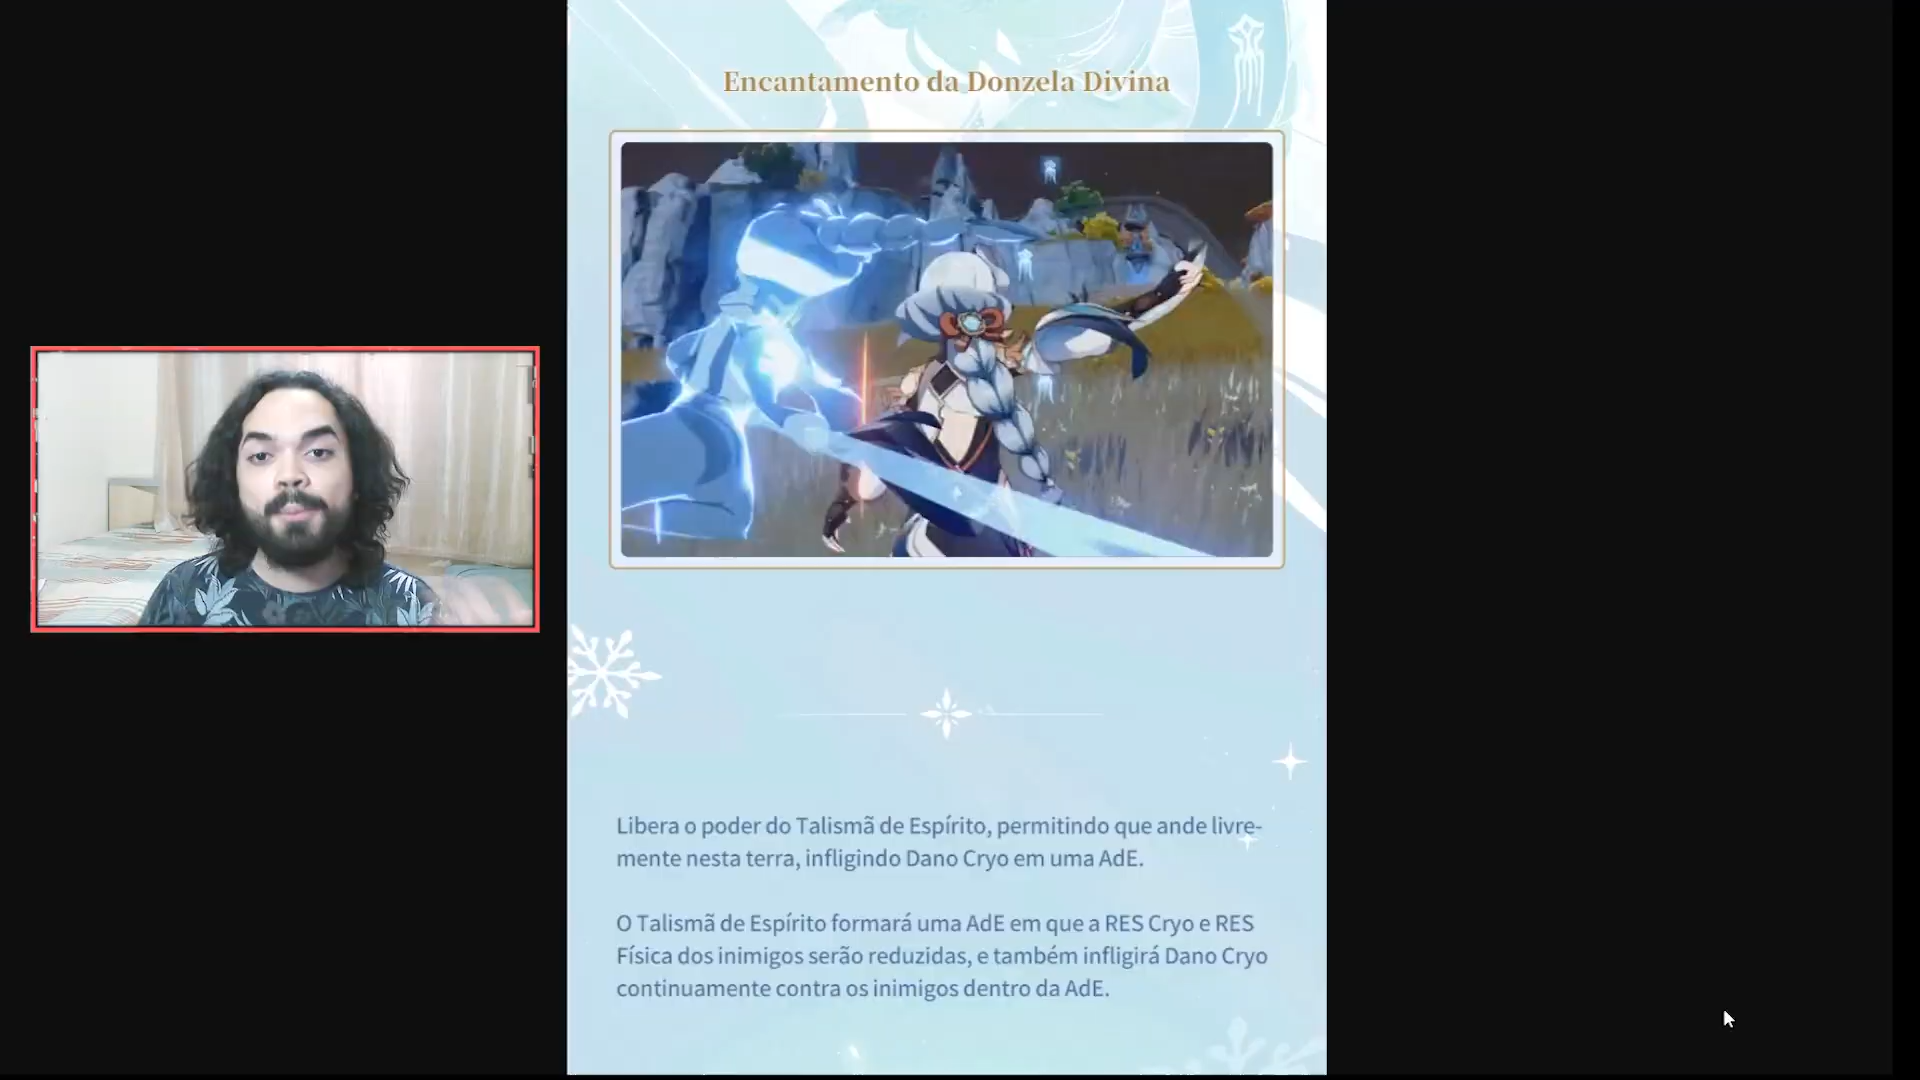 Encantamento da Donzela Divina
Libera o poder do Talismã de Espírito, permitindo que ande livre-
mente nesta terra, infligindo Dano Cryo em uma AdE.
O Talismã de Espírito formará uma AdE em que a RES Cryo e RES
Física dos inimigos serão reduzidas, e também infligirá Dano Cryo
continuamente contra os inimigos dentro da AdE.